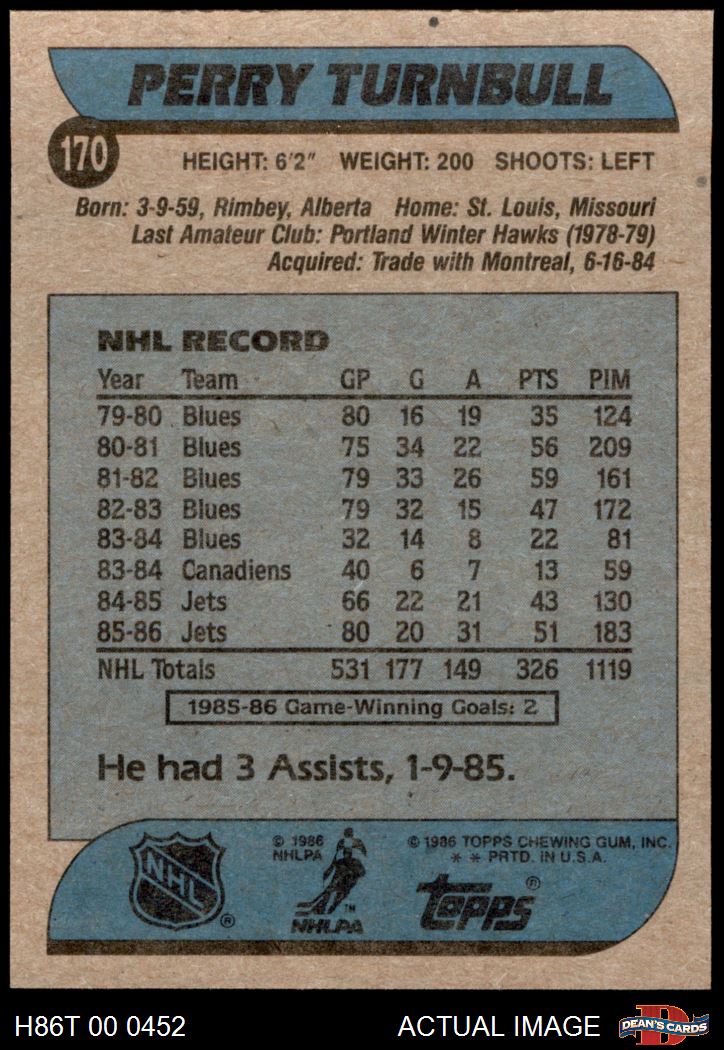 PERRY TURNBULL
170
HEIGHT: 6'2" WEIGHT: 200 SHOOTS: LEFT
Born: 3-9-59, Rimbey, Alberta Home: St. Louis, Missouri
Last Amateur Club: Portland Winter Hawks (1978-79)
Acquired: Trade with Montreal, 6-16-84
NHL RECORD
Year Team GP G A PTS PIM
79-80 Blues 80 16 19 35 124
80-81 Blues 75 34 22 56 209
81-82 Blues 79 33 26 59 161
82-83 Blues 79 32 15 47 172
83-84 Blues 32 14 8 22 81
83-84 Canadiens 40 6 7 13 59
84-85 Jets 66 22 21 43 130
85-86 Jets 80 20 31 51 183
NHL Totals 531 177 149 326 1119
1985-86 Game-Winning Goals: 2
He had 3 Assists, 1-9-85.
NHL ®
© 1986
NHLPA
™
NHLPA
© 1986 TOPPS CHEWING GUM, INC.
* * PRTD. IN U.S.A.
topps ®
H86T 00 0452 ACTUAL IMAGE
D
DEAN'S CARDS